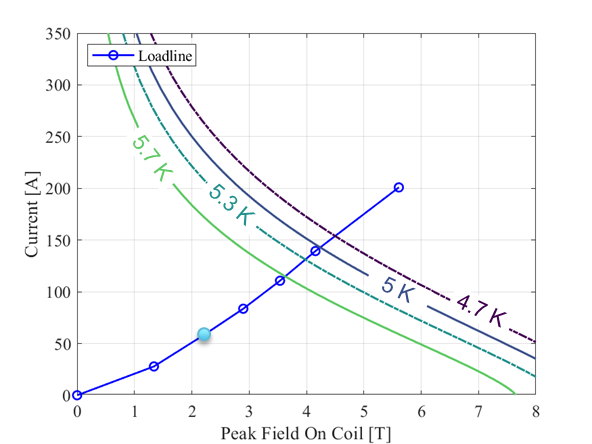 350
300
250
200
150
100
50
0
Current [A]
Loadline
5.7 K
5.3 K
5 K
4.7 K
0 1 2 3 4 5 6 7 8
Peak Field On Coil [T]